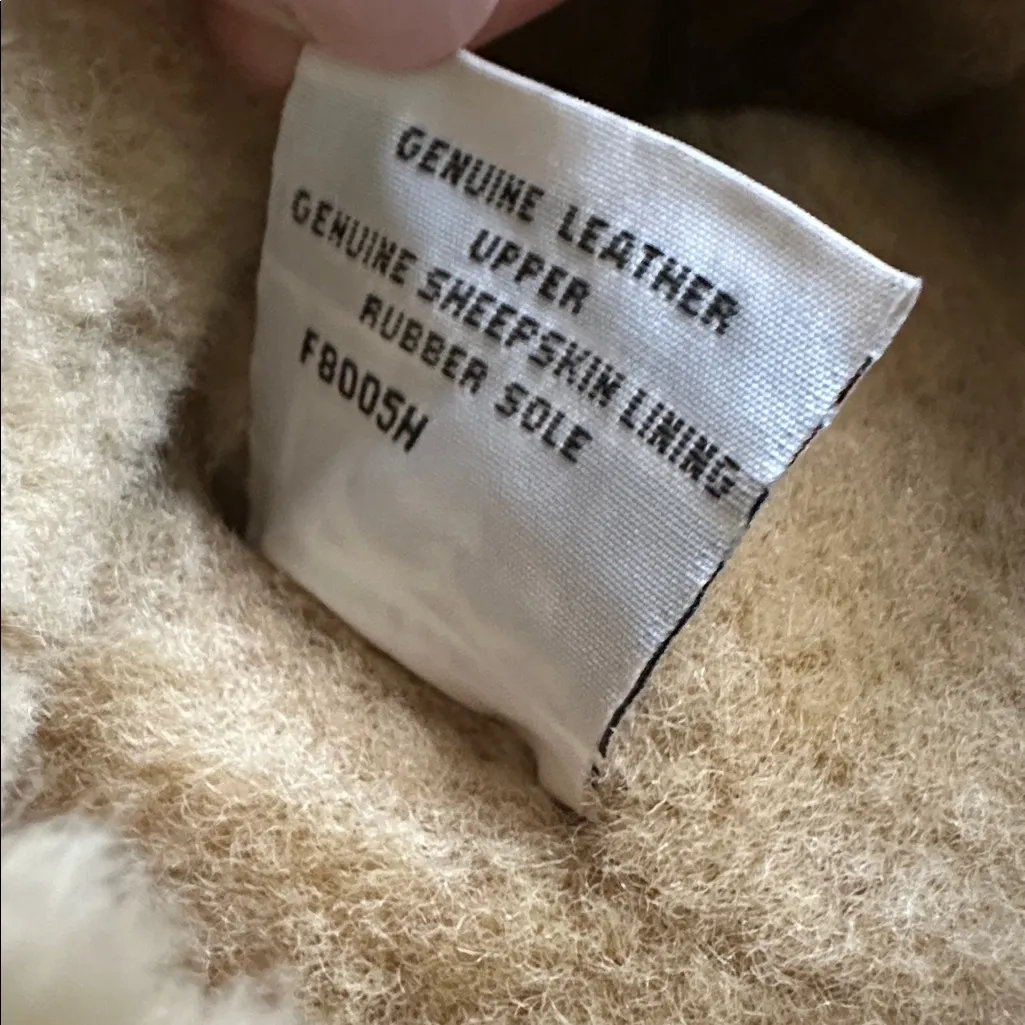 GENUINE LEATHER
UPPER
GENUINE SHEEPSKIN LINING
RUBBER SOLE
F8005H